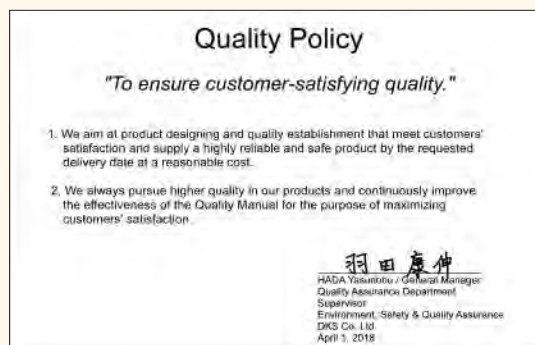 Quality Policy
"To ensure customer-satisfying quality."
1. We aim at product designing and quality establishment that meet customers'
satisfaction and supply a highly reliable and safe product by the requested
delivery date at a reasonable cost.
2. We always pursue higher quality in our products and continuously improve
the effectiveness of the Quality Manual for the purpose of maximizing
customers' satisfaction.
羽田康伸
HADA Yasunobu / General Manager
Quality Assurance Department
Supervisor
Environment, Safety & Quality Assurance
DKS Co. Ltd.
April 1, 2018